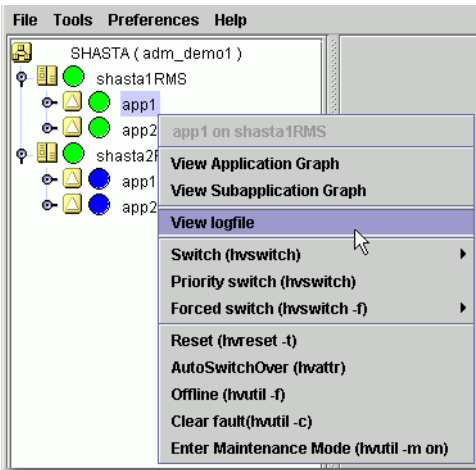 File Tools Preferences Help
SHASTA ( adm_demo1 )
shasta1RMS
app1
app2
app1 on shasta1RMS
shasta2
View Application Graph
app1
View Subapplication Graph
app2
View logfile
Switch (hvswitch)
Priority switch (hvswitch)
Forced switch (hvswitch -f)
Reset (hvreset -t)
AutoSwitchOver (hvattr)
Offline (hvutil -f)
Clear fault(hvutil -c)
Enter Maintenance Mode (hvutil -m on)